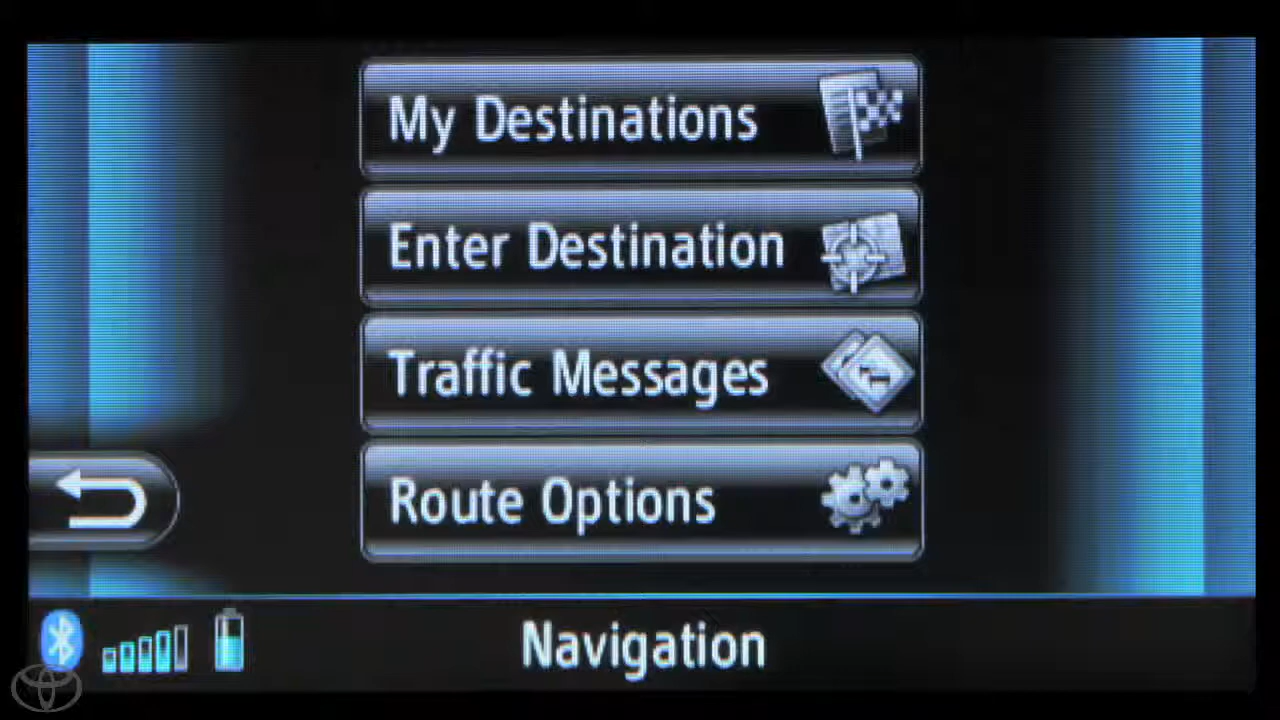 My Destinations
Enter Destination
Traffic Messages
Route Options
Navigation